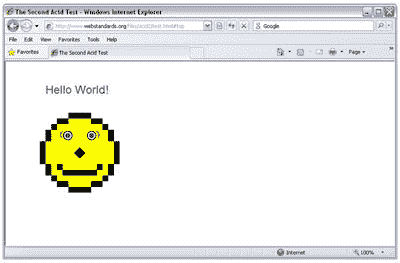 The Second Acid Test - Windows Internet Explorer
http://www.webstandards.org/files/acid2/test.html#top
Google
File Edit View Favorites Tools Help
Favorites
The Second Acid Test
Page
Hello World!
Internet
100%